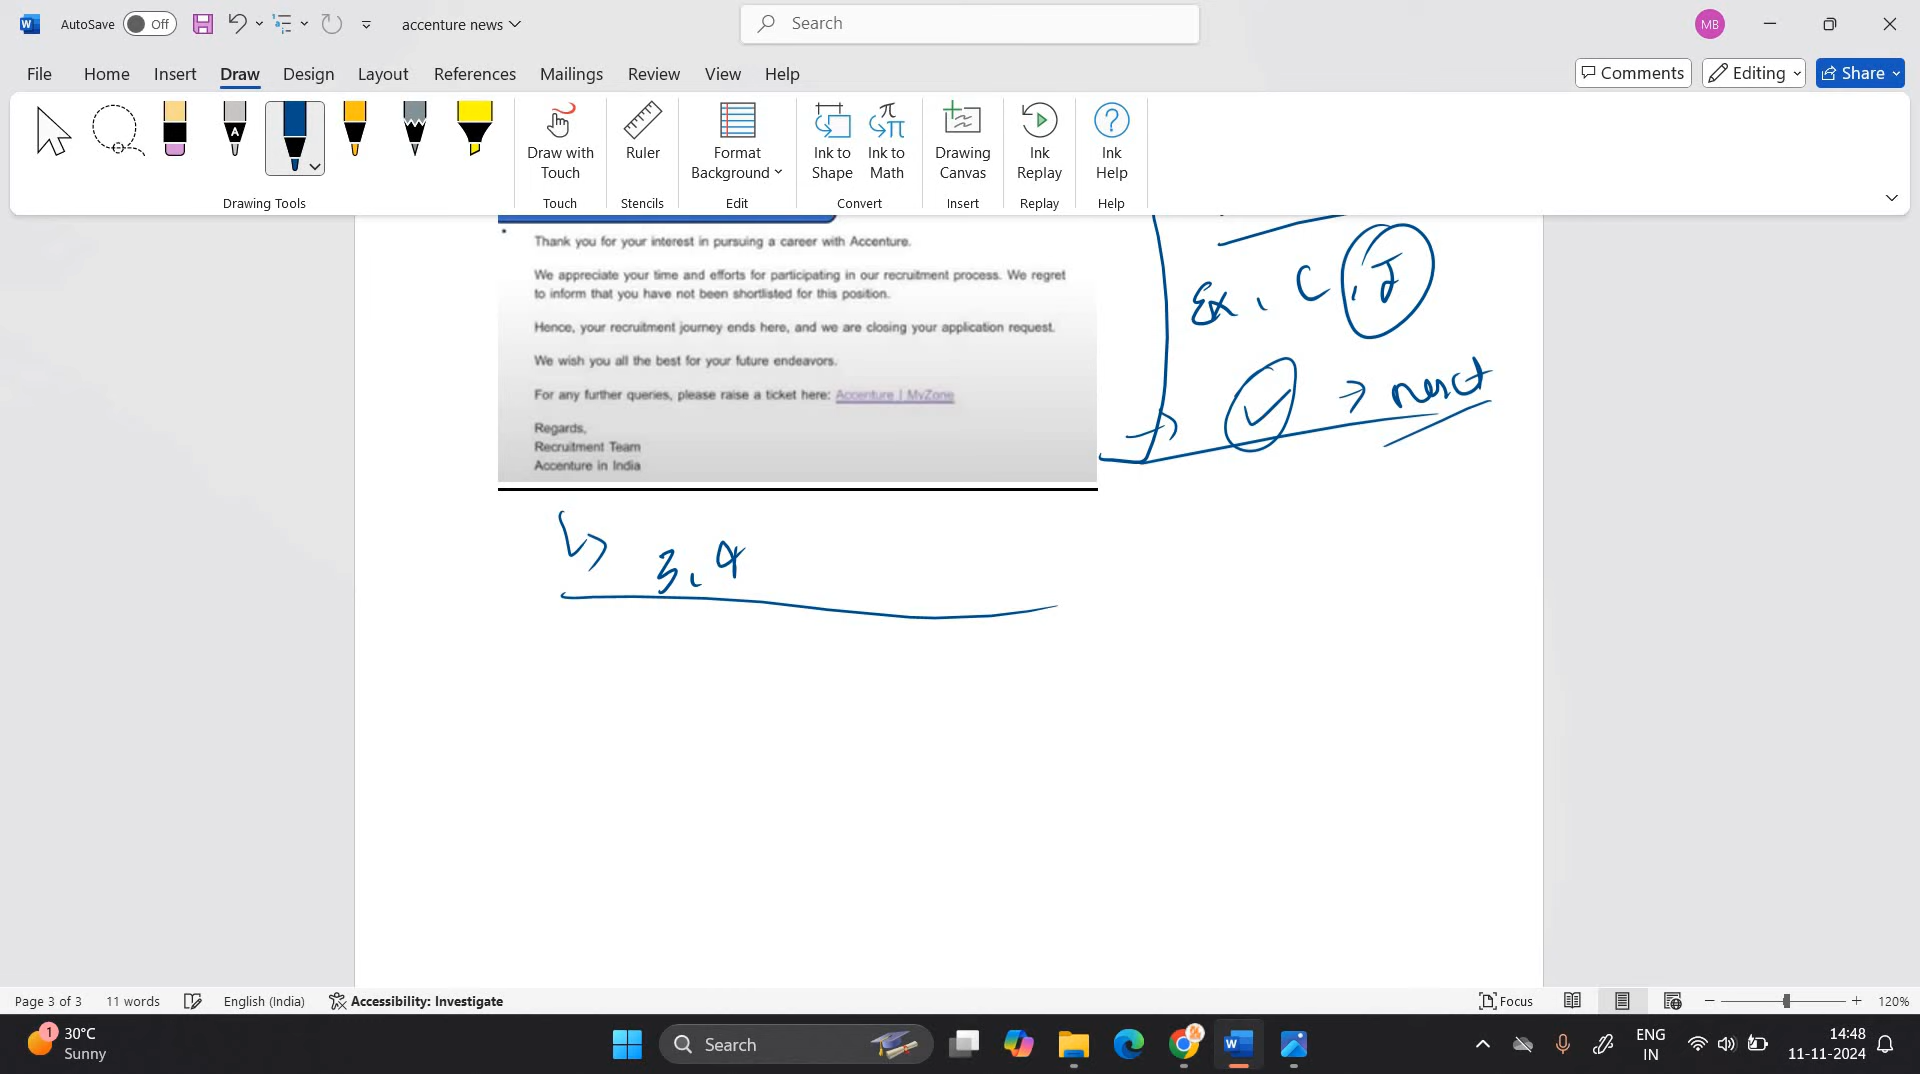 AutoSave Off accenture news Search MB
File Home Insert Draw Design Layout References Mailings Review View Help Comments Editing Share
A
Draw with Touch
Ruler
Format Background
Ink to Shape
Ink to Math
Drawing Canvas
Ink Replay
Ink Help
Drawing Tools Touch Stencils Edit Convert Insert Replay Help
Thank you for your interest in pursuing a career with Accenture.
We appreciate your time and efforts for participating in our recruitment process. We regret
to inform that you have not been shortlisted for this position.
Hence, your recruitment journey ends here, and we are closing your application request.
We wish you all the best for your future endeavors.
For any further queries, please raise a ticket here: Accenture | MyZone
Regards,
Recruitment Team
Accenture in India
Ex, C, J
→ next
3, 4
Page 3 of 3 11 words English (India) Accessibility: Investigate Focus 120%
1 30°C
Sunny
Search
ENG
IN
14:48
11-11-2024